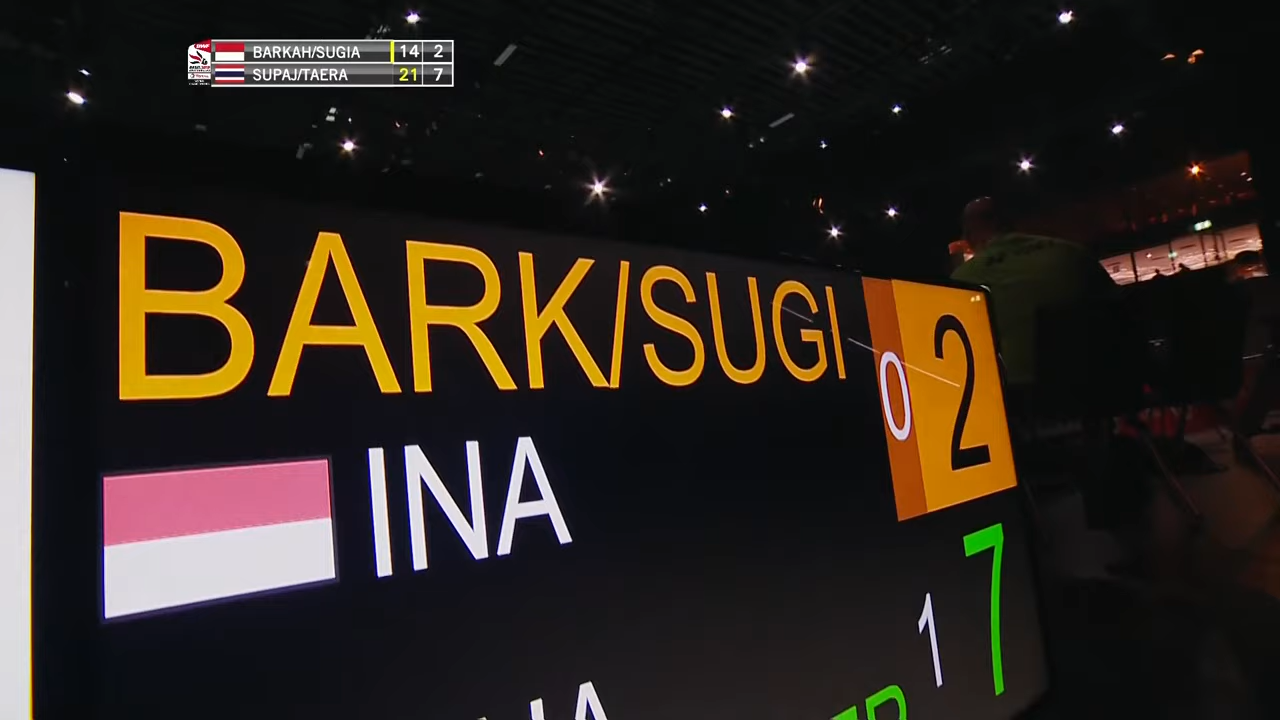 BARKAH/SUGIA 14 2
SUPAJ/TAERA 21 7
BARK/SUGI 0 2
INA
1 7